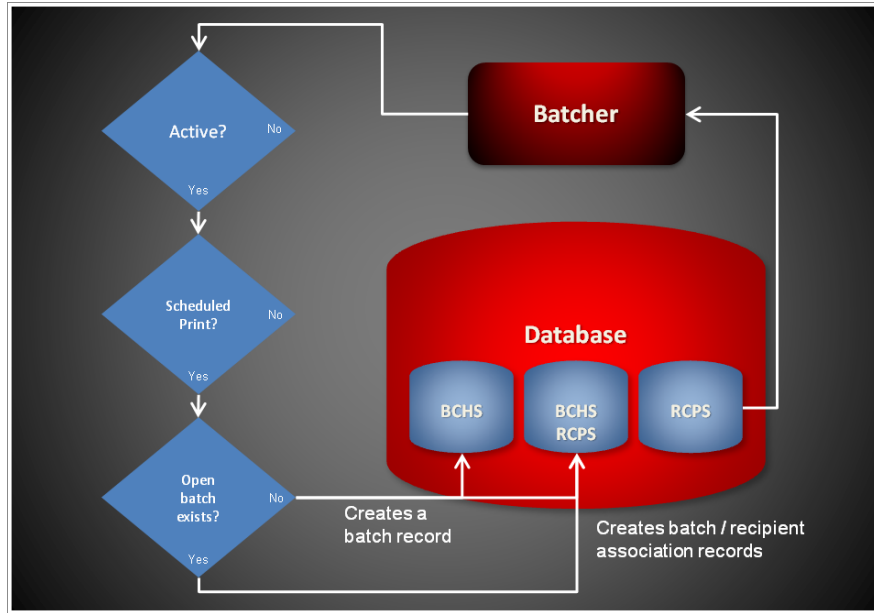 Active?
No
Yes
Batcher
Scheduled
Print?
No
Yes
Database
BCHS
BCHS
RCPS
RCPS
Open
batch
exists?
No
Yes
Creates a
batch record
Creates batch / recipient
association records